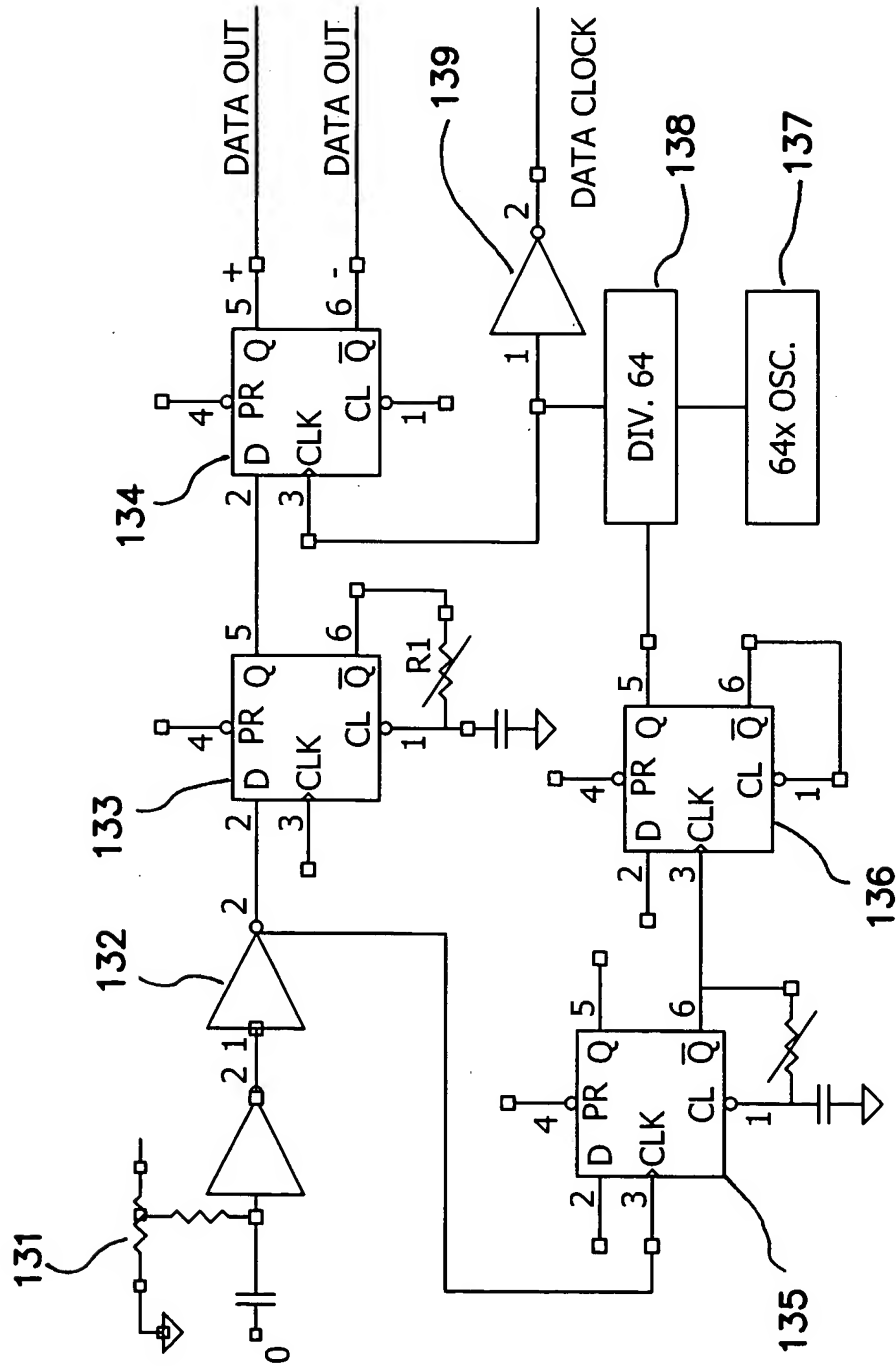 131
0
2
1
132
2
2
D
PR
4
Q
5
3
CLK
CL
1
Q
6
R1
133
2
D
PR
4
Q
5
+
DATA OUT
3
CLK
CL
1
Q
6
-
DATA OUT
134
1
2
139
DATA CLOCK
DIV. 64
138
64x OSC.
137
2
D
PR
4
Q
5
3
CLK
CL
1
Q
6
135
2
D
PR
4
Q
5
3
CLK
CL
1
Q
6
136